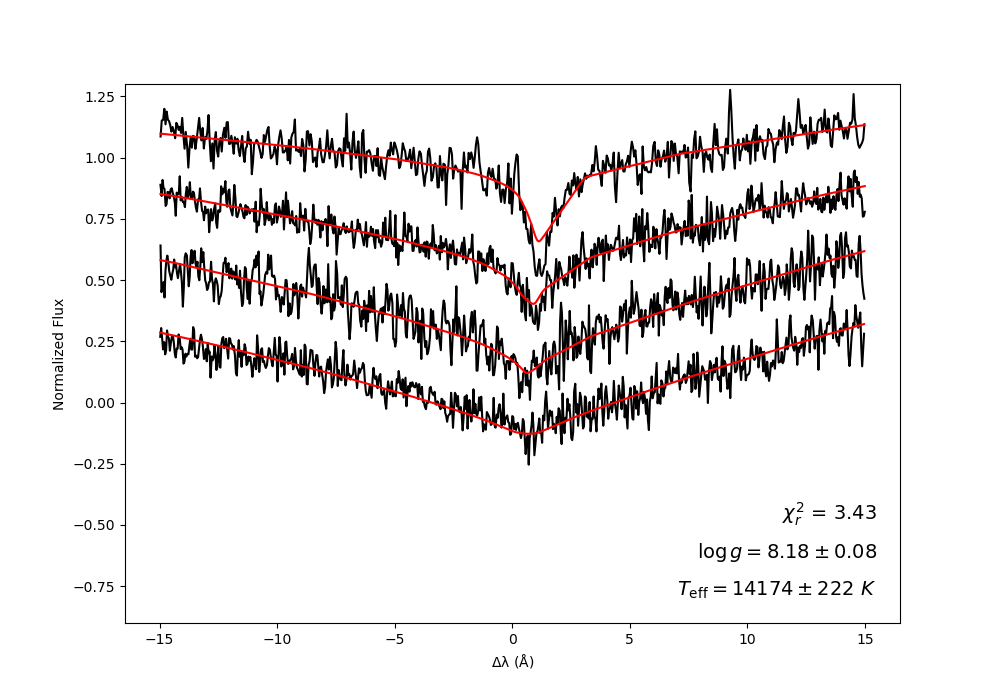 1.25
1.00
0.75
0.50
0.25
0.00
−0.25
−0.50
−0.75
Normalized Flux
χ²ᵣ = 3.43
log g = 8.18 ± 0.08
T_eff = 14174 ± 222 K
−15 −10 −5 0 5 10 15
Δλ (Å)